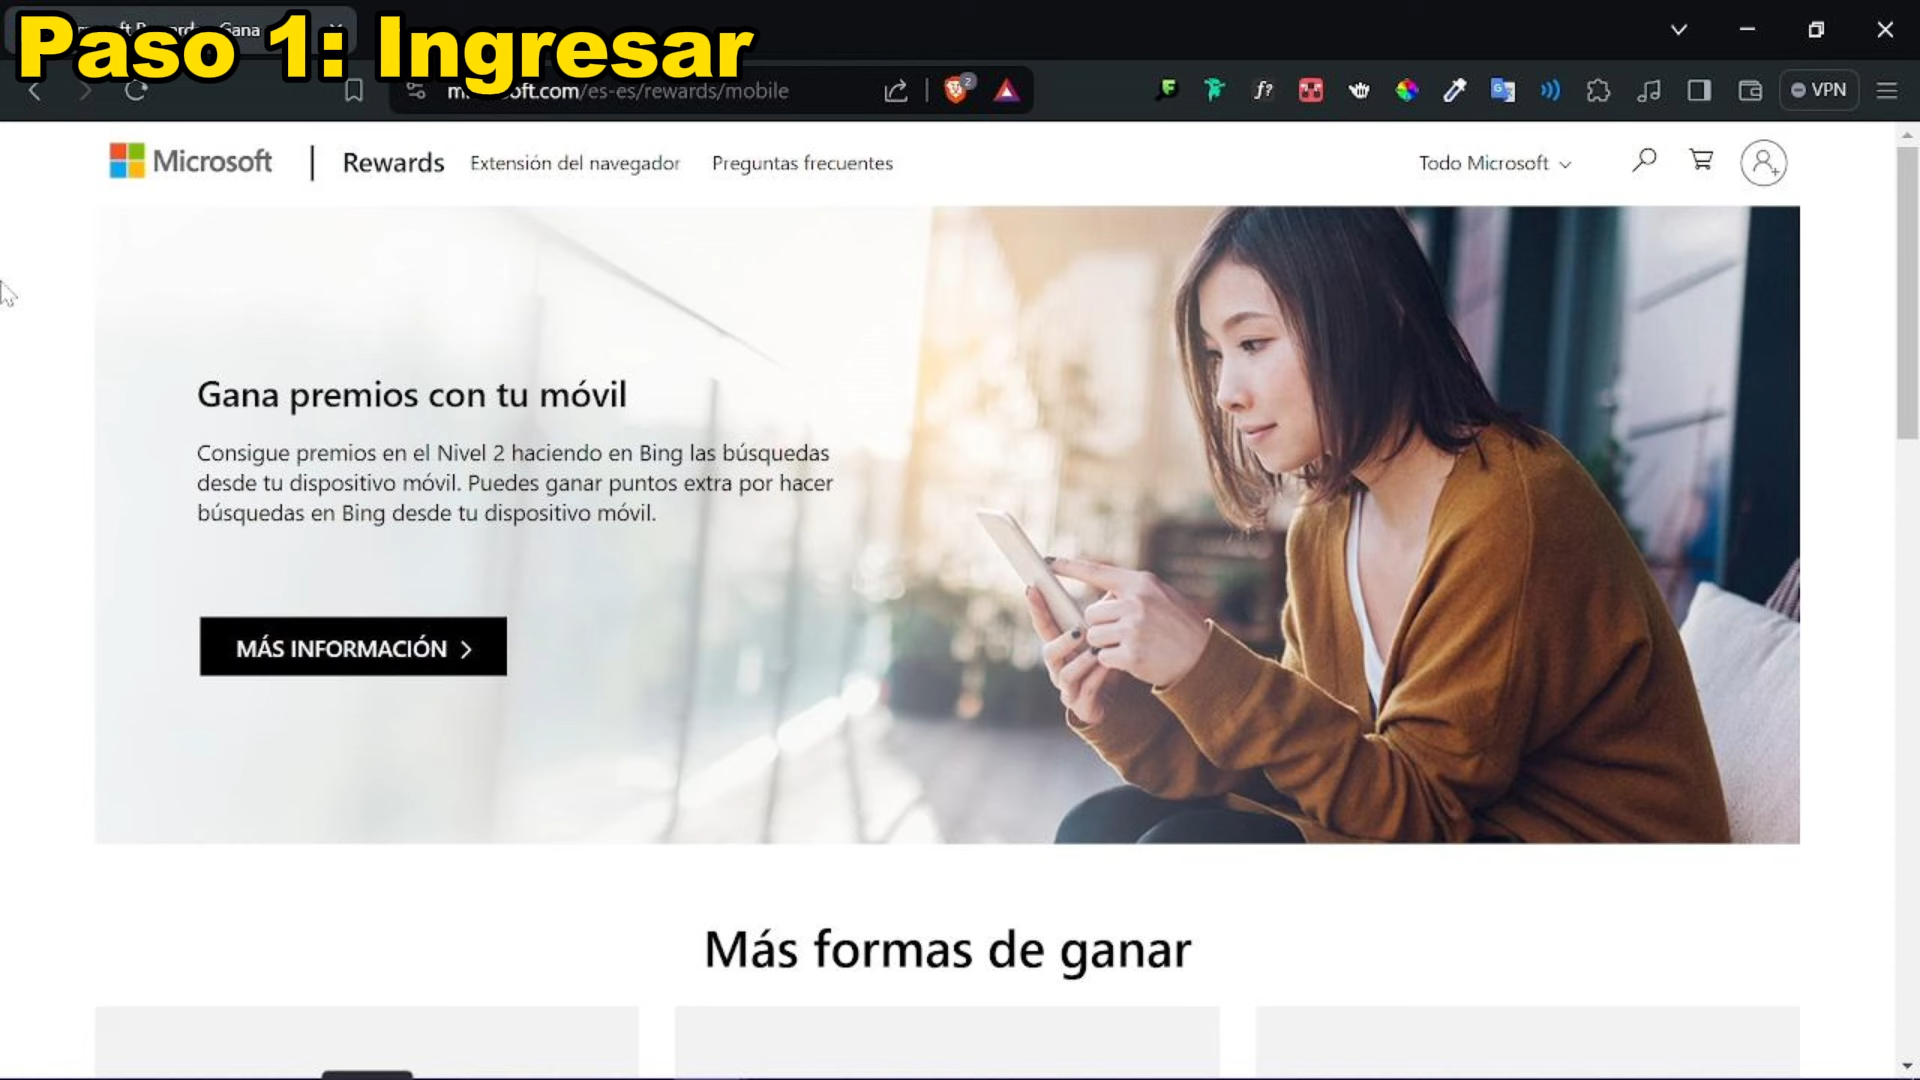 Paso 1: Ingresar
Gana
.com/es-es/rewards/mobile
2
VPN
Microsoft
Rewards
Extensión del navegador
Preguntas frecuentes
Todo Microsoft
Gana premios con tu móvil
Consigue premios en el Nivel 2 haciendo en Bing las búsquedas
desde tu dispositivo móvil. Puedes ganar puntos extra por hacer
búsquedas en Bing desde tu dispositivo móvil.
MÁS INFORMACIÓN
Más formas de ganar